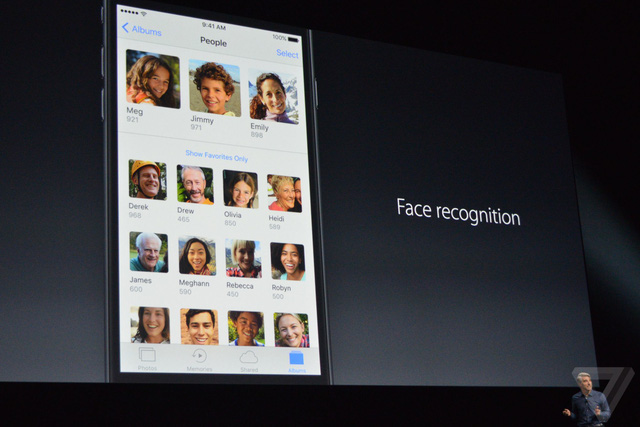 9:41 AM
100%
Albums
People
Select
Meg
921
Jimmy
971
Emily
898
Show Favorites Only
Derek
968
Drew
465
Olivia
850
Heidi
599
James
600
Meghann
590
Rebecca
450
Robyn
500
Photos
Memories
Shared
Albums
Face recognition